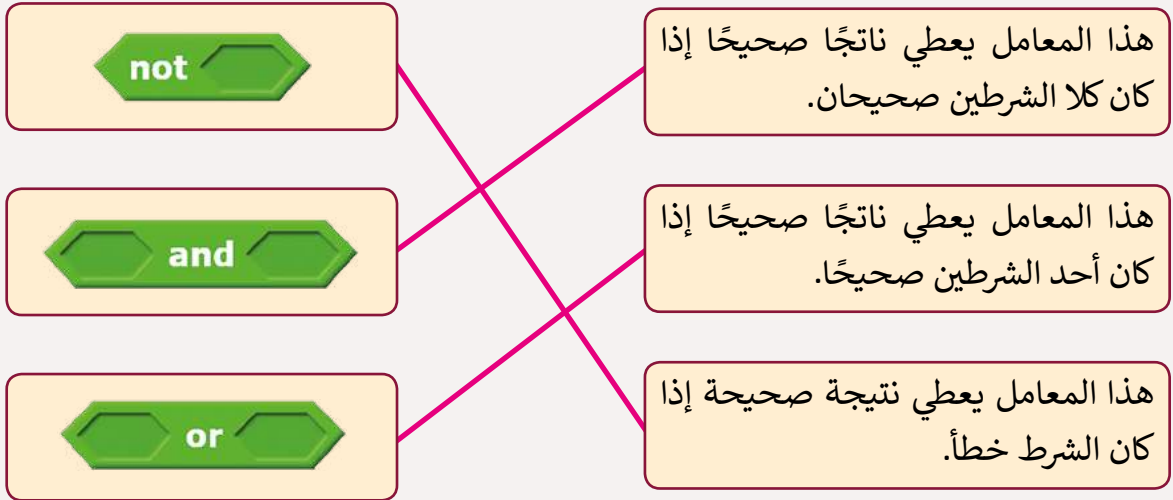 هذا المعامل يعطي ناتجًا صحيحًا إذا
كان كلا الشرطين صحيحان.
not
هذا المعامل يعطي ناتجًا صحيحًا إذا
كان أحد الشرطين صحيحًا.
and
هذا المعامل يعطي نتيجة صحيحة إذا
كان الشرط خطأ.
or